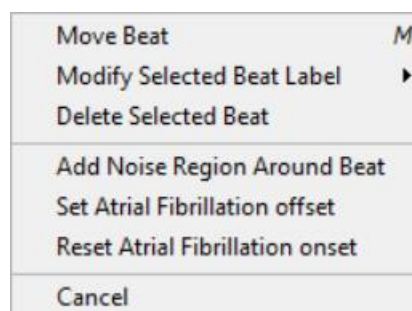 Move Beat M
Modify Selected Beat Label
Delete Selected Beat
Add Noise Region Around Beat
Set Atrial Fibrillation offset
Reset Atrial Fibrillation onset
Cancel